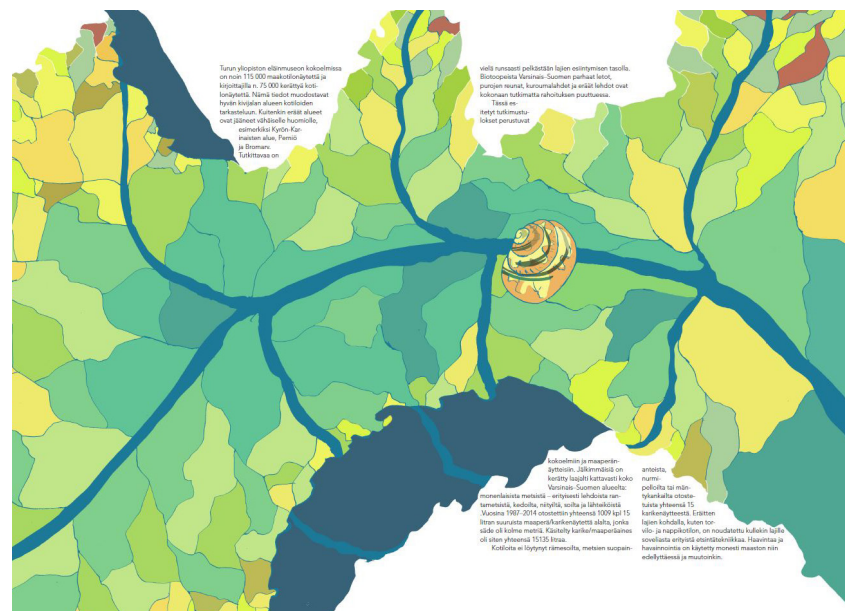 Turun yliopiston eläinmuseon kokoelmissa
on noin 115 000 maakotilonäytettä ja
kirjoittajilla n. 75 000 kerättyä koti-
lonäytettä. Nämä tiedot muodostavat
hyvän kivijalan alueen kotiloiden
tarkasteluun. Kuitenkin eräät alueet
ovat jääneet vähäiselle huomiolle,
esimerkiksi Kyrön-Kar-
inaisten alue, Perniö
ja Bromarv.
Tutkittavaa on
vielä runsaasti pelkästään lajien esiintymisen tasolla.
Biotoopeista Varsinais-Suomen parhaat letot,
purojen reunat, kuroumalahdet ja eräät lehdot ovat
kokonaan tutkimatta rahoituksen puuttuessa.
Tässä es-
itetyt tutkimustu-
lokset perustuvat
kokoelmiin ja maaperän-
äytteisiin. Jälkimmäisiä on
kerätty laajalti kattavasti koko
Varsinais-Suomen alueelta:
monenlaisista metsistä – erityisesti lehdoista ran-
tametsistä, kedoilta, niityiltä, soilta ja lähteiköistä
.Vuosina 1987-2014 otostettiin yhteensä 1009 kpl 15
litran suuruista maaperä/karikenäytettä alalta, jonka
säde oli kolme metriä. Käsitelty karike/maaperäaines
oli siten yhteensä 15135 litraa.
Kotiloita ei löytynyt rämesoilta, metsien suopain-
anteista,
nurmi-
pelloilta tai män-
tykankailta otoste-
tuista yhteensä 15
karikenäytteestä. Eräitten
lajien kohdalla, kuten tor-
vilo- ja nappikotilon, on noudatettu kullekin lajille
soveliasta erityistä etsintätekniikkaa. Haavintaa ja
havainnointia on käytetty monesti maaston niin
edellyttäessä ja muutoinkin.